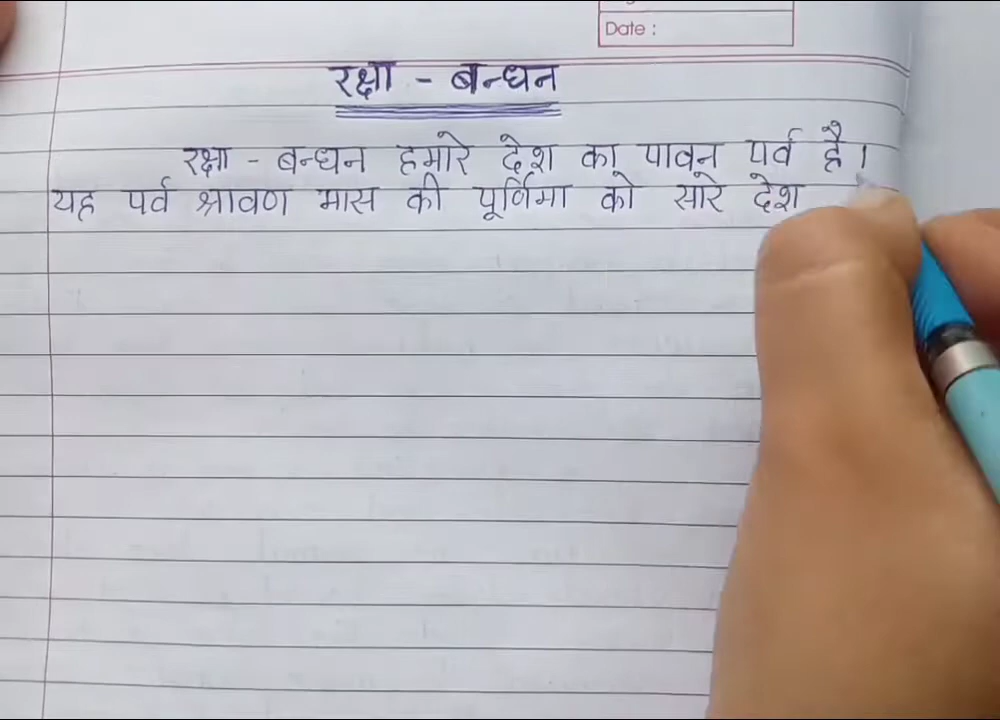 Date :
रक्षा - बन्धन
रक्षा - बन्धन हमारे देश का पावन पर्व है।
यह पर्व श्रावण मास की पूर्णिमा को सारे देश